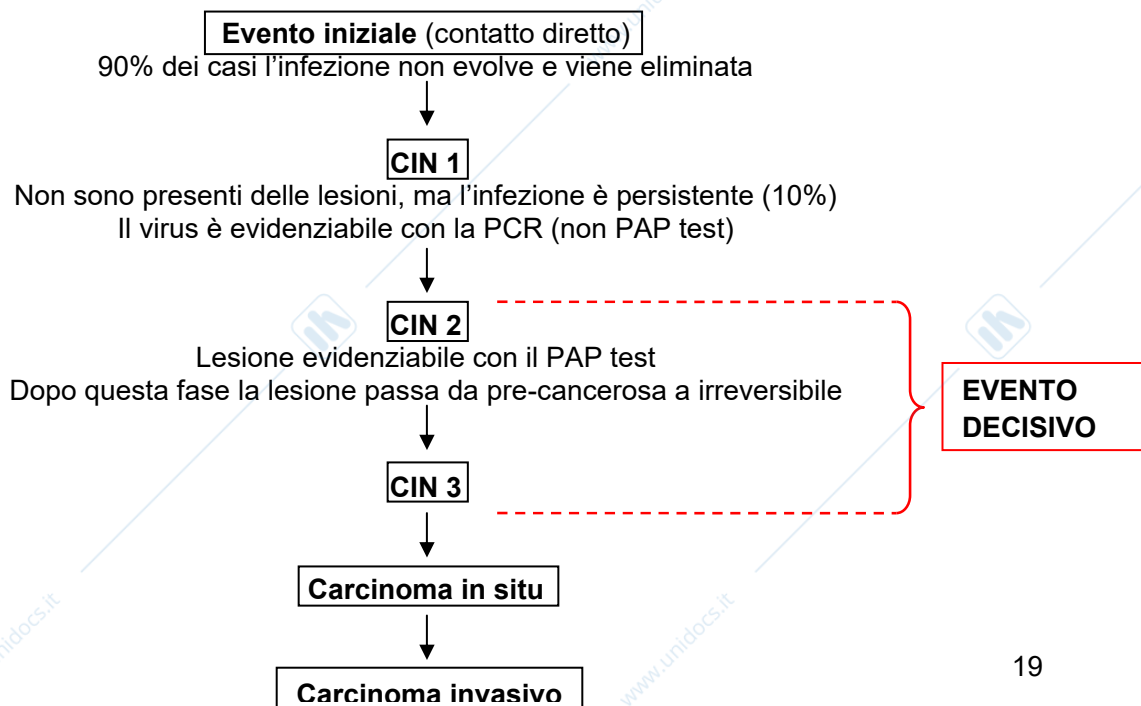 Evento iniziale (contatto diretto)
90% dei casi l'infezione non evolve e viene eliminata
CIN 1
Non sono presenti delle lesioni, ma l'infezione è persistente (10%)
Il virus è evidenziabile con la PCR (non PAP test)
CIN 2
Lesione evidenziabile con il PAP test
Dopo questa fase la lesione passa da pre-cancerosa a irreversibile
EVENTO
DECISIVO
CIN 3
Carcinoma in situ
Carcinoma invasivo
19
www.unidocs.it